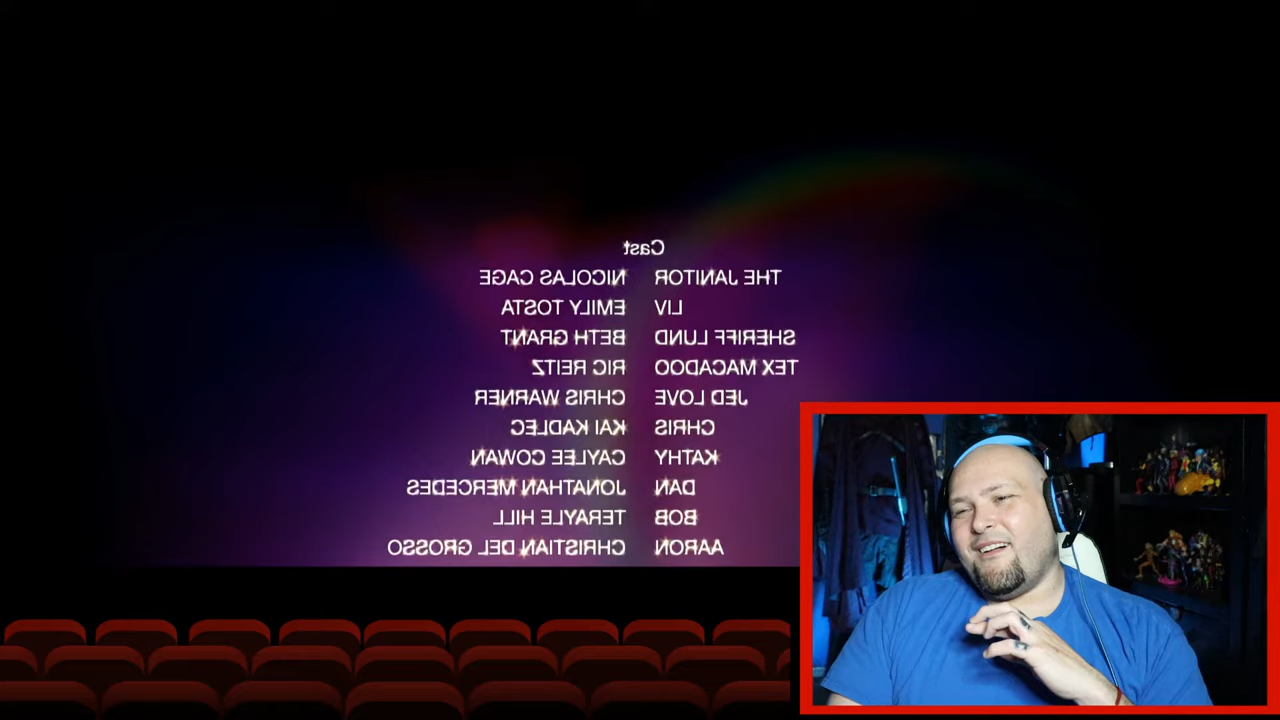 Cast
THE JANITOR NICOLAS CAGE
LIV EMILY TOSTA
SHERIFF LUND BETH GRANT
TEX MACADOO RIC REITZ
JED LOVE CHRIS WARNER
CHRIS KAI KADLEC
KATHY CAYLEE COWAN
DAN JONATHAN MERCEDES
BOB TERAYLE HILL
AARON CHRISTIAN DEL GROSSO